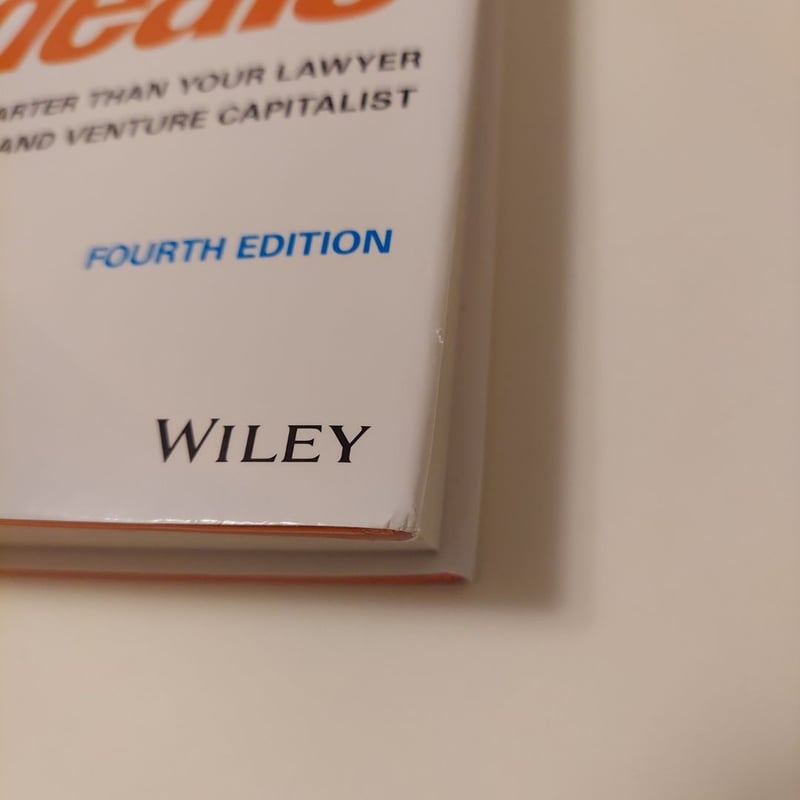 ARTER THAN YOUR LAWYER
AND VENTURE CAPITALIST
FOURTH EDITION
WILEY